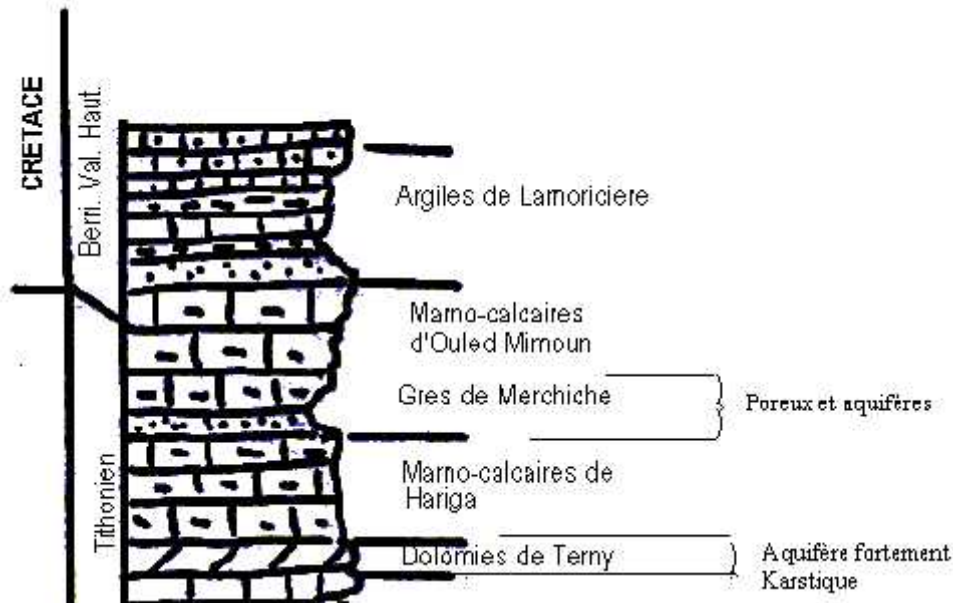 CRETACE
Berri. Val. Haut.
Tithonien
Argiles de Lamoriciere
Marno-calcaires
d'Ouled Mimoun
Gres de Merchiche
Poreux et aquifères
Marno-calcaires de
Hariga
Dolomies de Terny
Aquifère fortement
Karstique